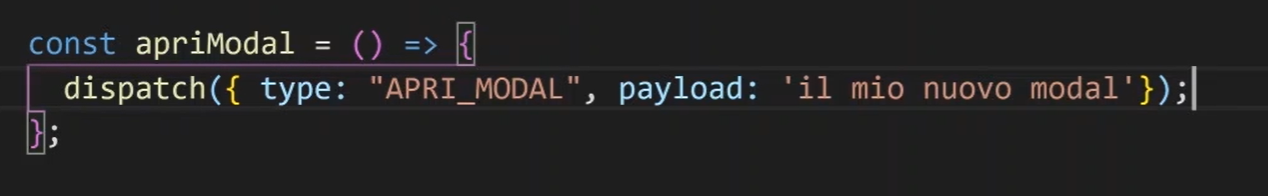 const apriModal = () => {
dispatch({ type: "APRI_MODAL", payload: 'il mio nuovo modal'});
};